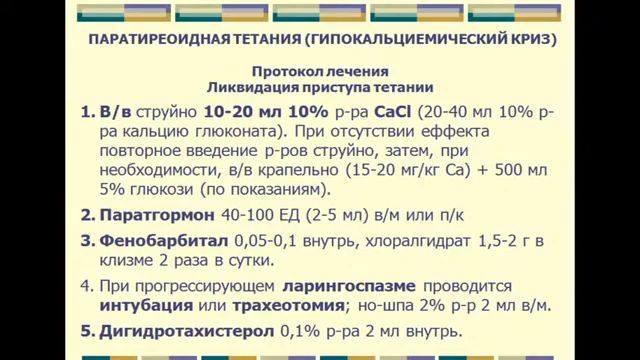 ПАРАТИРЕОИДНАЯ ТЕТАНИЯ (ГИПОКАЛЬЦИЕМИЧЕСКИЙ КРИЗ)
Протокол лечения
Ликвидация приступа тетании
1. В/в струйно 10-20 мл 10% р-ра CaCl (20-40 мл 10% р-
ра кальцию глюконата). При отсутствии еффекта
повторное введение р-ров струйно, затем, при
необходимости, в/в крапельно (15-20 мг/кг Са) + 500 мл
5% глюкози (по показаниям).
2. Паратгормон 40-100 ЕД (2-5 мл) в/м или п/к
3. Фенобарбитал 0,05-0,1 внутрь, хлоралгидрат 1,5-2 г в
клизме 2 раза в сутки.
4. При прогрессирующем ларингоспазме проводится
интубация или трахеотомия; но-шпа 2% р-р 2 мл в/м.
5. Дигидротахистерол 0,1% р-ра 2 мл внутрь.